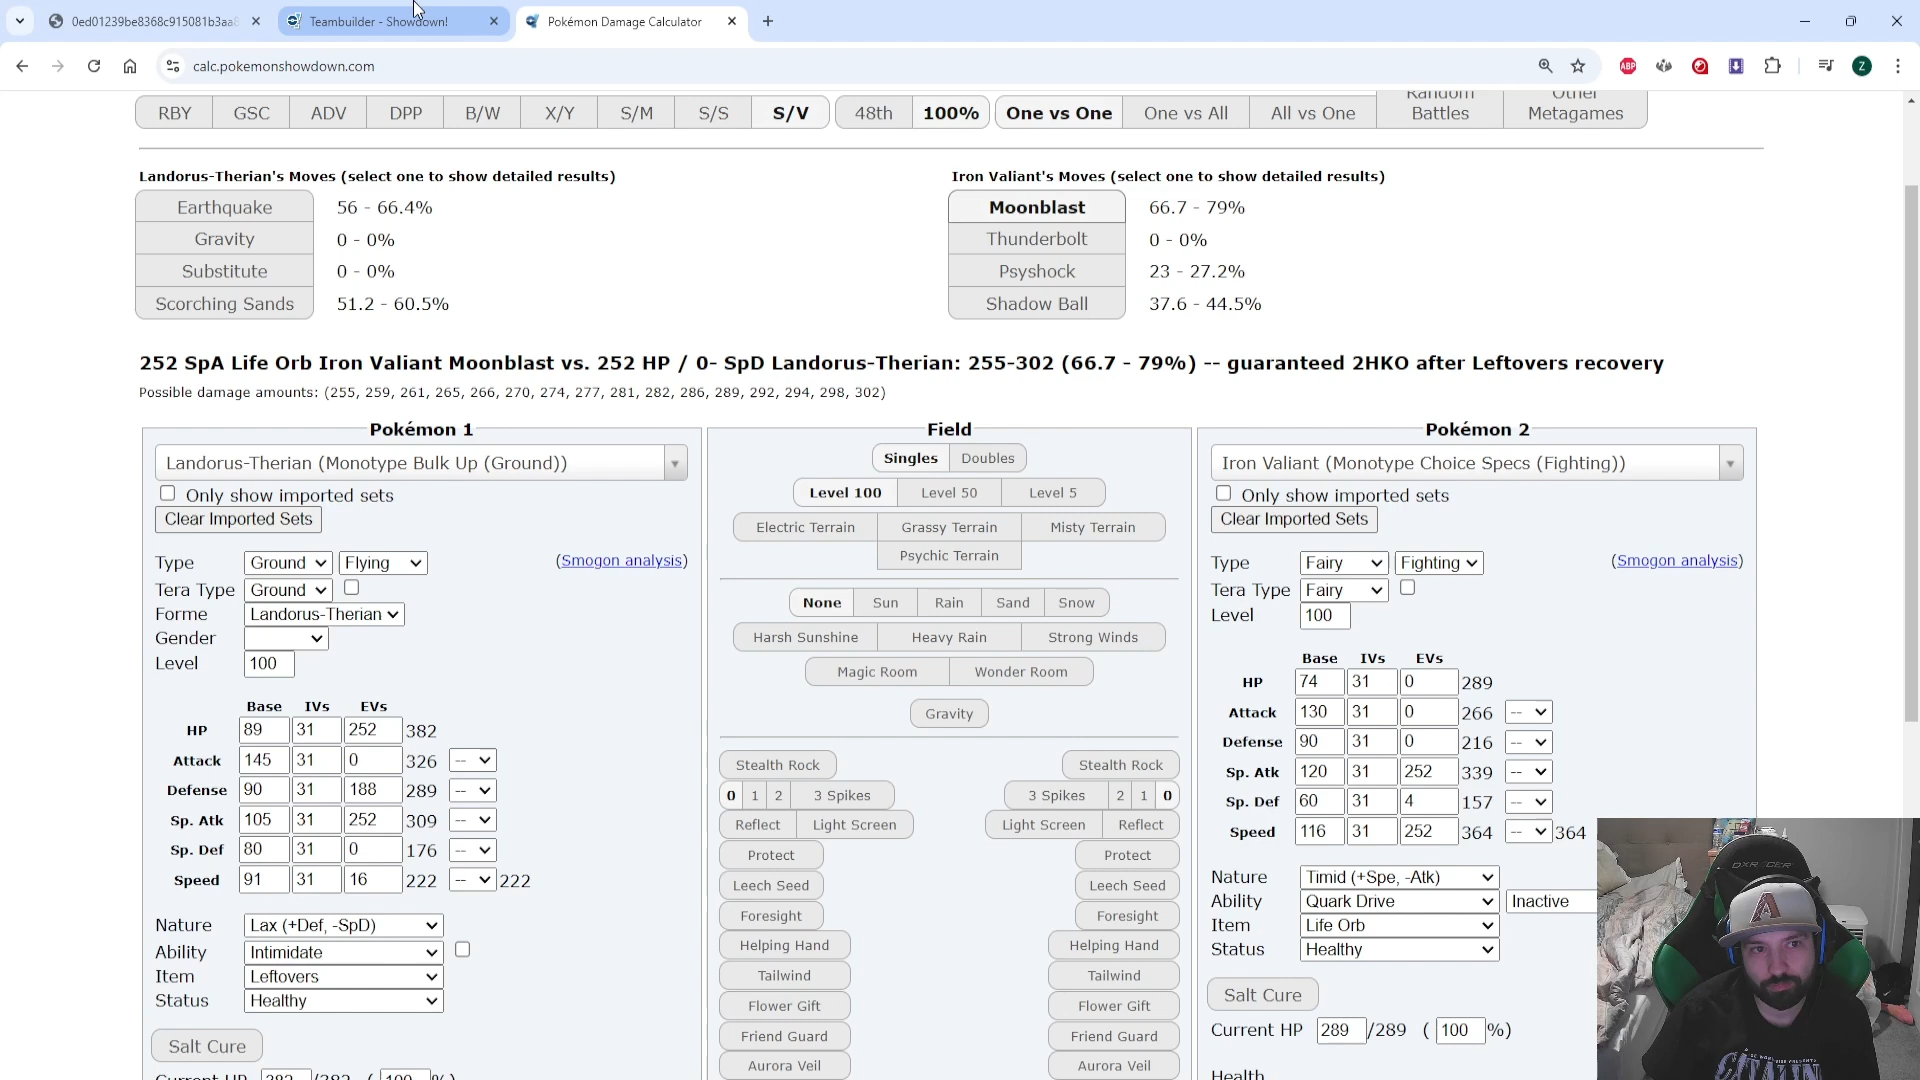 0ed01239be8368c915081b3aa
Teambuilder - Showdown!
Pokémon Damage Calculator
calc.pokemonshowdown.com
ABP
Z
RBY GSC ADV DPP B/W X/Y S/M S/S S/V 48th 100% One vs One One vs All All vs One Random Battles Other Metagames
Landorus-Therian's Moves (select one to show detailed results)
Earthquake 56 - 66.4%
Gravity 0 - 0%
Substitute 0 - 0%
Scorching Sands 51.2 - 60.5%
Iron Valiant's Moves (select one to show detailed results)
Moonblast 66.7 - 79%
Thunderbolt 0 - 0%
Psyshock 23 - 27.2%
Shadow Ball 37.6 - 44.5%
252 SpA Life Orb Iron Valiant Moonblast vs. 252 HP / 0- SpD Landorus-Therian: 255-302 (66.7 - 79%) -- guaranteed 2HKO after Leftovers recovery
Possible damage amounts: (255, 259, 261, 265, 266, 270, 274, 277, 281, 282, 286, 289, 292, 294, 298, 302)
Pokémon 1
Landorus-Therian (Monotype Bulk Up (Ground))
Only show imported sets
Clear Imported Sets
Type Ground Flying (Smogon analysis)
Tera Type Ground
Forme Landorus-Therian
Gender
Level 100
Base IVs EVs
HP 89 31 252 382
Attack 145 31 0 326 --
Defense 90 31 188 289 --
Sp. Atk 105 31 252 309 --
Sp. Def 80 31 0 176 --
Speed 91 31 16 222 -- 222
Nature Lax (+Def, -SpD)
Ability Intimidate
Item Leftovers
Status Healthy
Salt Cure
Current HP 382/382 ( 100 %)
Field
Singles Doubles
Level 100 Level 50 Level 5
Electric Terrain Grassy Terrain Misty Terrain
Psychic Terrain
None Sun Rain Sand Snow
Harsh Sunshine Heavy Rain Strong Winds
Magic Room Wonder Room
Gravity
Stealth Rock Stealth Rock
0 1 2 3 Spikes 3 Spikes 2 1 0
Reflect Light Screen Light Screen Reflect
Protect Protect
Leech Seed Leech Seed
Foresight Foresight
Helping Hand Helping Hand
Tailwind Tailwind
Flower Gift Flower Gift
Friend Guard Friend Guard
Aurora Veil Aurora Veil
Pokémon 2
Iron Valiant (Monotype Choice Specs (Fighting))
Only show imported sets
Clear Imported Sets
Type Fairy Fighting (Smogon analysis)
Tera Type Fairy
Level 100
Base IVs EVs
HP 74 31 0 289
Attack 130 31 0 266 --
Defense 90 31 0 216 --
Sp. Atk 120 31 252 339 --
Sp. Def 60 31 4 157 --
Speed 116 31 252 364 -- 364
Nature Timid (+Spe, -Atk)
Ability Quark Drive Inactive
Item Life Orb
Status Healthy
Salt Cure
Current HP 289/289 ( 100 %)
Health
DXRACER
A